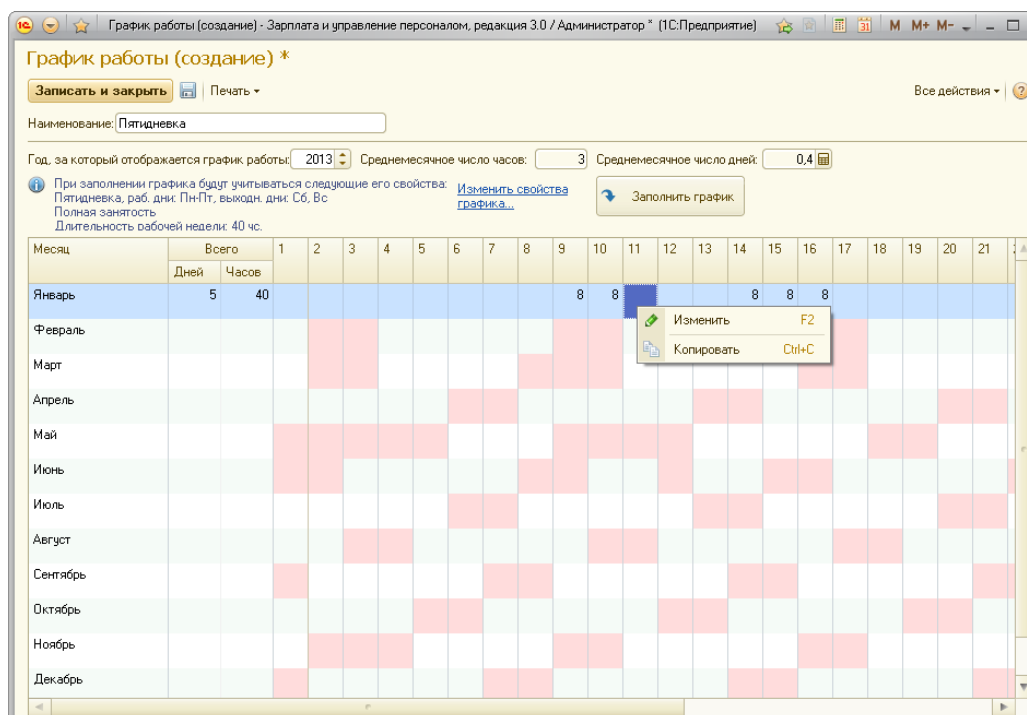 График работы (создание) - Зарплата и управление персоналом, редакция 3.0 / Администратор * (1С:Предприятие) M M+ M-
График работы (создание) *
Записать и закрыть Печать Все действия
Наименование: Пятидневка
Год, за который отображается график работы: 2013 Среднемесячное число часов: 3 Среднемесячное число дней: 0,4
При заполнении графика будут учитываться следующие его свойства:
Пятидневка, раб. дни: Пн-Пт, выходн. дни: Сб, Вс
Полная занятость
Длительность рабочей недели: 40 чс.
Изменить свойства
графика...
Заполнить график
Месяц Всего 1 2 3 4 5 6 7 8 9 10 11 12 13 14 15 16 17 18 19 20 21
Дней Часов
Январь 5 40 8 8 8 8 8
Изменить F2
Февраль
Копировать Ctrl+C
Март
Апрель
Май
Июнь
Июль
Август
Сентябрь
Октябрь
Ноябрь
Декабрь